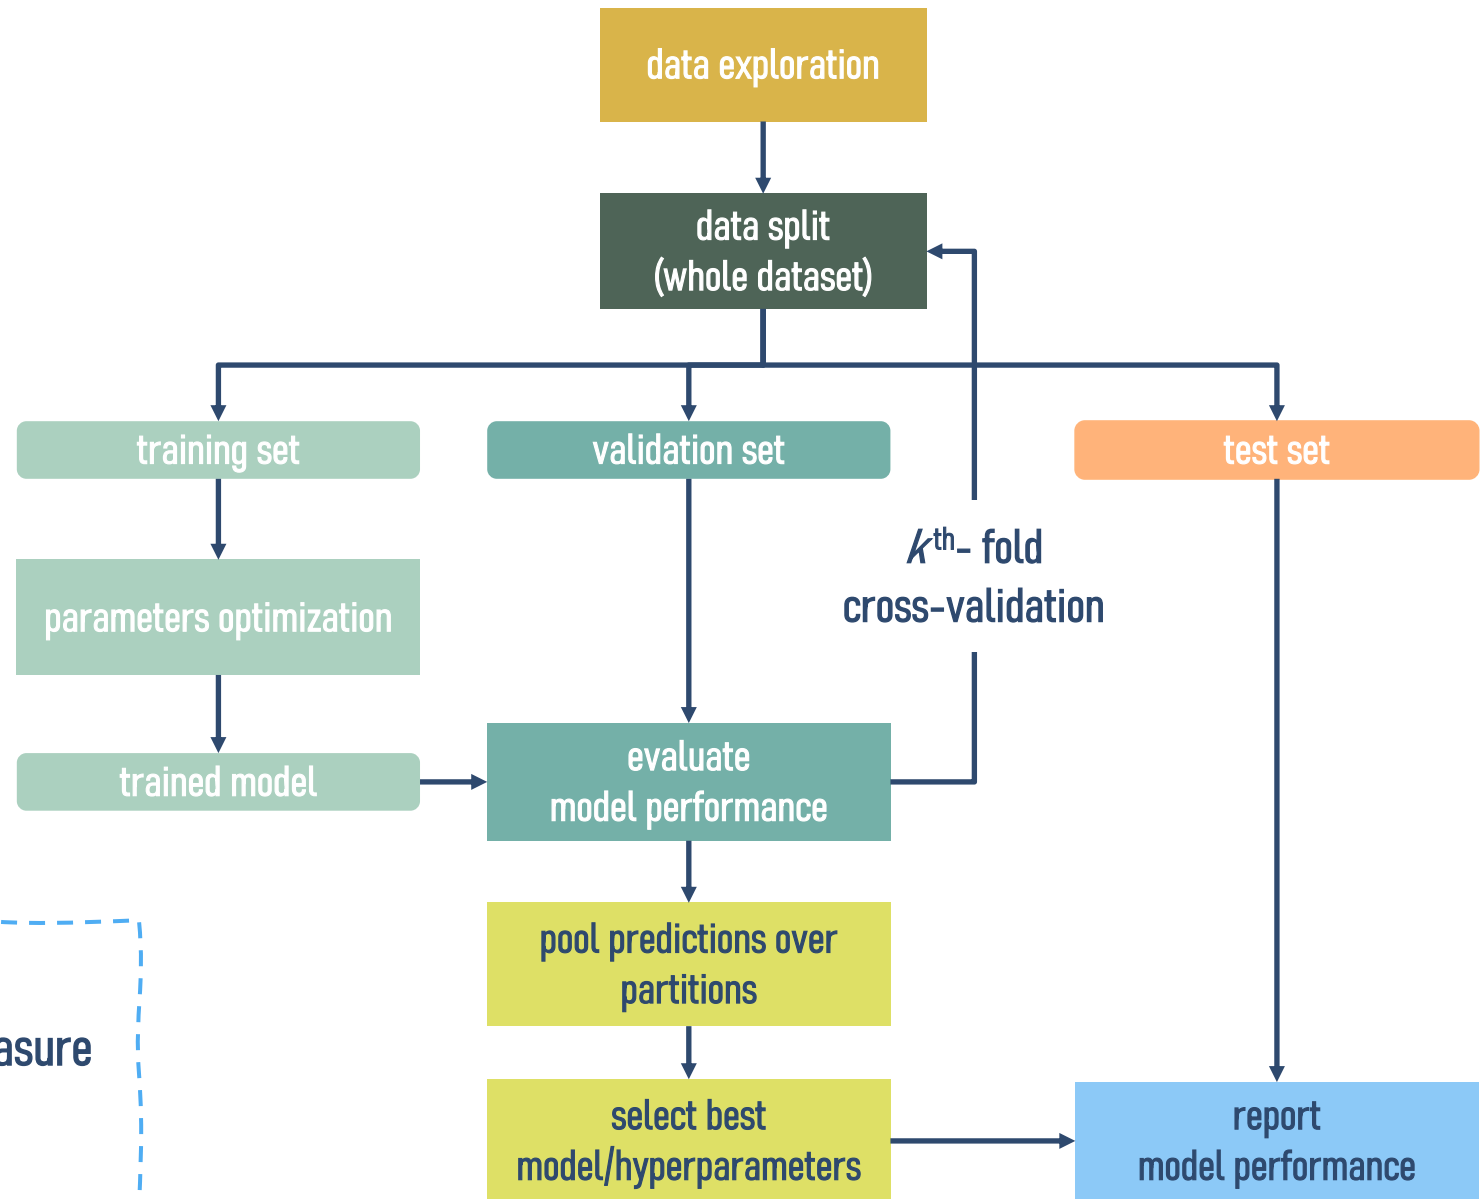 data exploration
data split
(whole dataset)
training set
validation set
test set
kth- fold
cross-validation
parameters optimization
trained model
evaluate
model performance
pool predictions over
partitions
asure
select best
model/hyperparameters
report
model performance